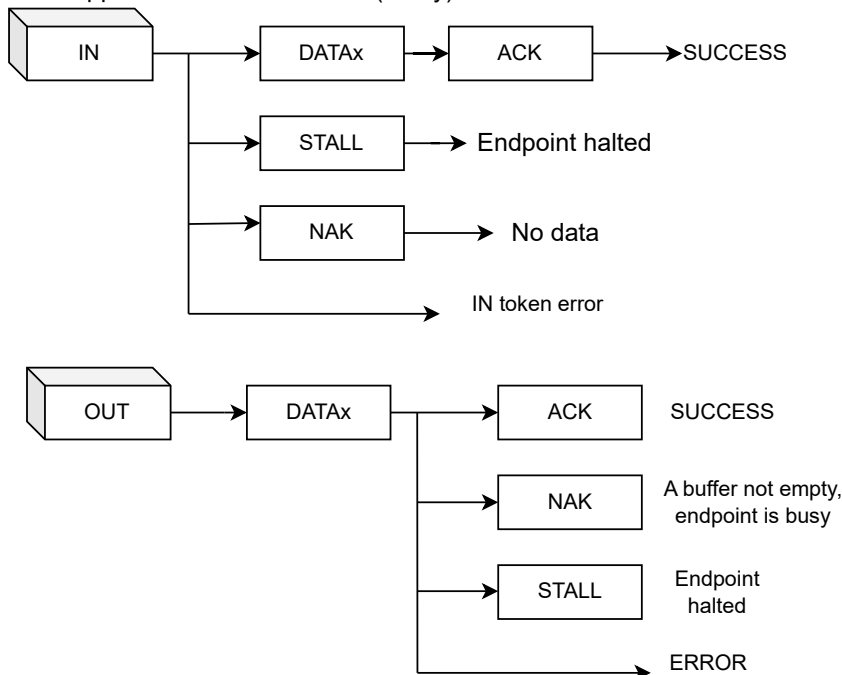 IN
DATAx
ACK
SUCCESS
STALL
Endpoint halted
NAK
No data
IN token error
OUT
DATAx
ACK
SUCCESS
NAK
A buffer not empty,
endpoint is busy
STALL
Endpoint
halted
ERROR